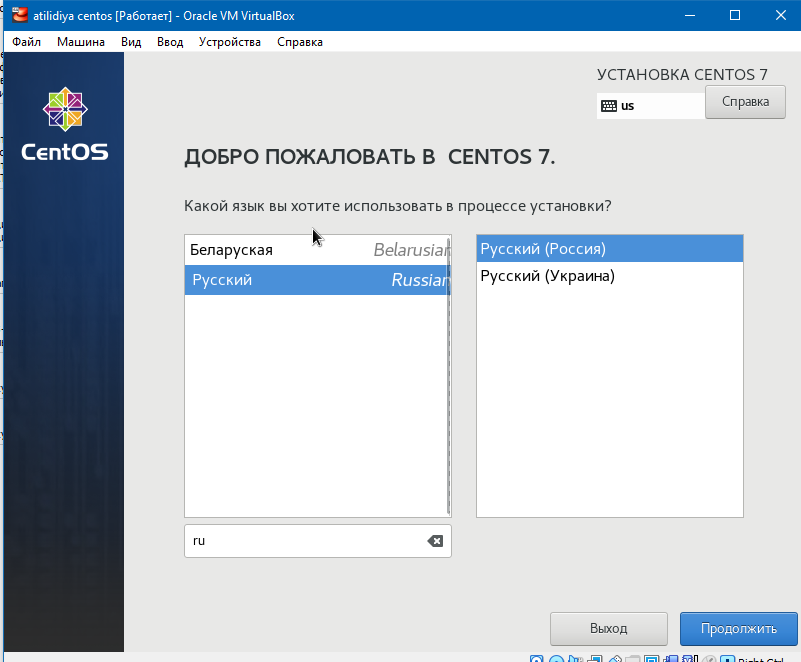 atilidiya centos [Работает] - Oracle VM VirtualBox
Файл Машина Вид Ввод Устройства Справка
УСТАНОВКА CENTOS 7
us Справка
CentOS
ДОБРО ПОЖАЛОВАТЬ В CENTOS 7.
Какой язык вы хотите использовать в процессе установки?
Беларуская Belarusian
Русский Russian
Русский (Россия)
Русский (Украина)
ru
Выход Продолжить
Right Ctrl